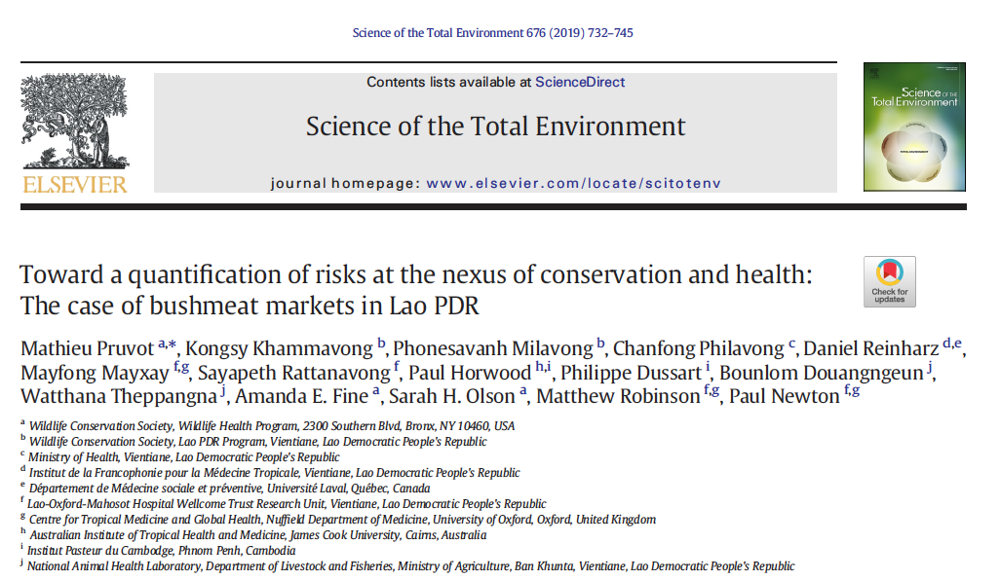 Science of the Total Environment 676 (2019) 732–745
Contents lists available at ScienceDirect
Science of the Total Environment
journal homepage: www.elsevier.com/locate/scitotenv
ELSEVIER
Science OF THE
Total Environment
Toward a quantification of risks at the nexus of conservation and health:
The case of bushmeat markets in Lao PDR
Check for
updates
Mathieu Pruvot a,*, Kongsy Khammavong b, Phonesavanh Milavong b, Chanfong Philavong c, Daniel Reinharz d,e,
Mayfong Mayxay f,g, Sayapeth Rattanavong f, Paul Horwood h,i, Philippe Dussart i, Bounlom Douangngeun j,
Watthana Theppangna j, Amanda E. Fine a, Sarah H. Olson a, Matthew Robinson f,g, Paul Newton f,g
a Wildlife Conservation Society, Wildlife Health Program, 2300 Southern Blvd, Bronx, NY 10460, USA
b Wildlife Conservation Society, Lao PDR Program, Vientiane, Lao Democratic People's Republic
c Ministry of Health, Vientiane, Lao Democratic People's Republic
d Institut de la Francophonie pour la Médecine Tropicale, Vientiane, Lao Democratic People's Republic
e Département de Médecine sociale et préventive, Université Laval, Québec, Canada
f Lao-Oxford-Mahosot Hospital Wellcome Trust Research Unit, Vientiane, Lao Democratic People's Republic
g Centre for Tropical Medicine and Global Health, Nuffield Department of Medicine, University of Oxford, Oxford, United Kingdom
h Australian Institute of Tropical Health and Medicine, James Cook University, Cairns, Australia
i Institut Pasteur du Cambodge, Phnom Penh, Cambodia
j National Animal Health Laboratory, Department of Livestock and Fisheries, Ministry of Agriculture, Ban Khunta, Vientiane, Lao Democratic People's Republic